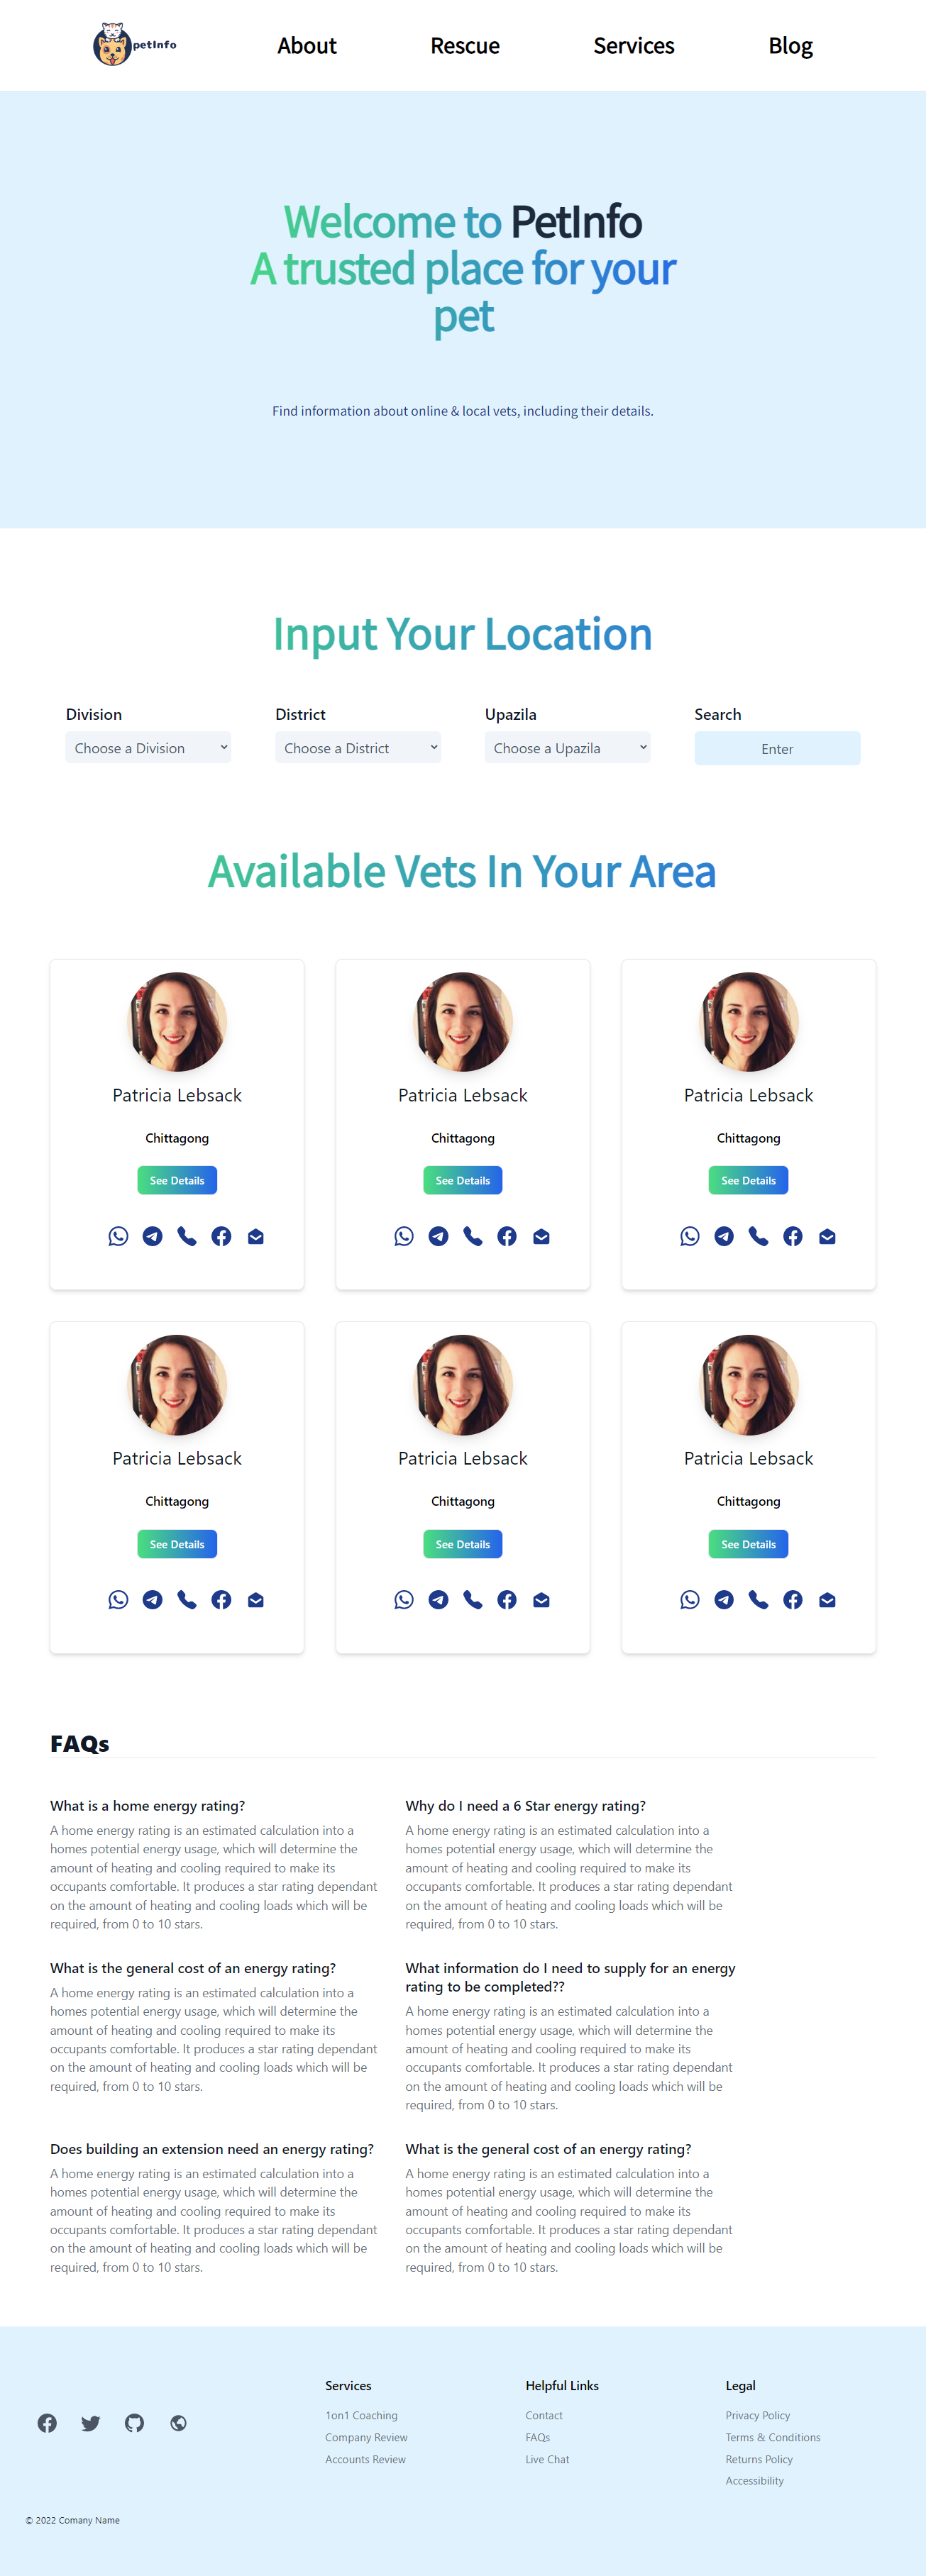 petInfo
About
Rescue
Services
Blog
Welcome to PetInfo
A trusted place for your
pet
Find information about online & local vets, including their details.
Input Your Location
Division
District
Upazila
Search
Choose a Division
Choose a District
Choose a Upazila
Enter
Available Vets In Your Area
Patricia Lebsack
Chittagong
See Details
Patricia Lebsack
Chittagong
See Details
Patricia Lebsack
Chittagong
See Details
Patricia Lebsack
Chittagong
See Details
Patricia Lebsack
Chittagong
See Details
Patricia Lebsack
Chittagong
See Details
FAQs
What is a home energy rating?
A home energy rating is an estimated calculation into a
homes potential energy usage, which will determine the
amount of heating and cooling required to make its
occupants comfortable. It produces a star rating dependant
on the amount of heating and cooling loads which will be
required, from 0 to 10 stars.
Why do I need a 6 Star energy rating?
A home energy rating is an estimated calculation into a
homes potential energy usage, which will determine the
amount of heating and cooling required to make its
occupants comfortable. It produces a star rating dependant
on the amount of heating and cooling loads which will be
required, from 0 to 10 stars.
What is the general cost of an energy rating?
A home energy rating is an estimated calculation into a
homes potential energy usage, which will determine the
amount of heating and cooling required to make its
occupants comfortable. It produces a star rating dependant
on the amount of heating and cooling loads which will be
required, from 0 to 10 stars.
What information do I need to supply for an energy
rating to be completed??
A home energy rating is an estimated calculation into a
homes potential energy usage, which will determine the
amount of heating and cooling required to make its
occupants comfortable. It produces a star rating dependant
on the amount of heating and cooling loads which will be
required, from 0 to 10 stars.
Does building an extension need an energy rating?
A home energy rating is an estimated calculation into a
homes potential energy usage, which will determine the
amount of heating and cooling required to make its
occupants comfortable. It produces a star rating dependant
on the amount of heating and cooling loads which will be
required, from 0 to 10 stars.
What is the general cost of an energy rating?
A home energy rating is an estimated calculation into a
homes potential energy usage, which will determine the
amount of heating and cooling required to make its
occupants comfortable. It produces a star rating dependant
on the amount of heating and cooling loads which will be
required, from 0 to 10 stars.
Services
1on1 Coaching
Company Review
Accounts Review
Helpful Links
Contact
FAQs
Live Chat
Legal
Privacy Policy
Terms & Conditions
Returns Policy
Accessibility
© 2022 Comany Name